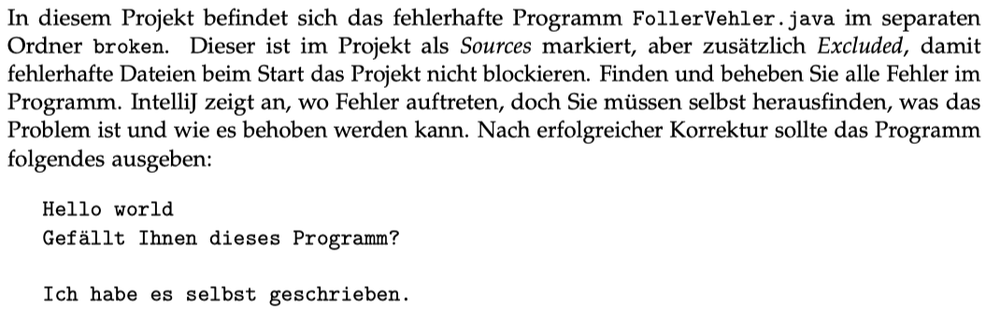 In diesem Projekt befindet sich das fehlerhafte Programm FollerVehler.java im separaten
Ordner broken. Dieser ist im Projekt als Sources markiert, aber zusätzlich Excluded, damit
fehlerhafte Dateien beim Start das Projekt nicht blockieren. Finden und beheben Sie alle Fehler im
Programm. IntelliJ zeigt an, wo Fehler auftreten, doch Sie müssen selbst herausfinden, was das
Problem ist und wie es behoben werden kann. Nach erfolgreicher Korrektur sollte das Programm
folgendes ausgeben:
Hello world
Gefällt Ihnen dieses Programm?
Ich habe es selbst geschrieben.